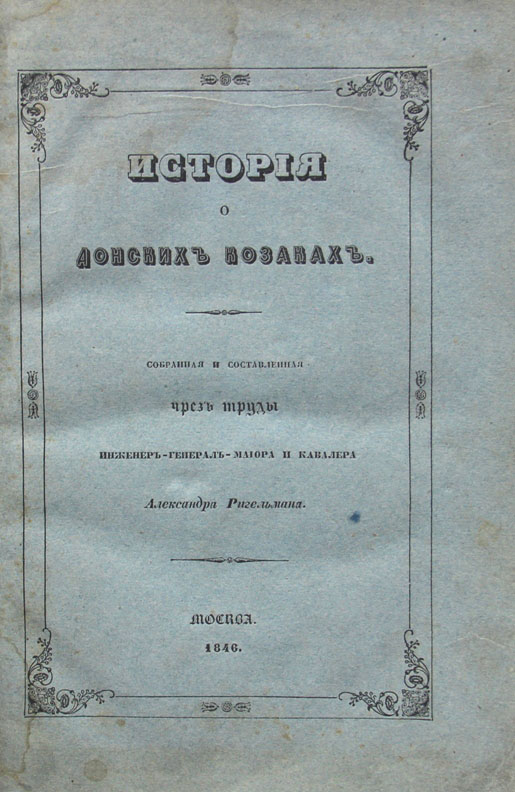 ИСТОРІЯ
О
ДОНСКИХЪ КОЗАКАХЪ.
СОБРАННАЯ И СОСТАВЛЕННАЯ
чрезъ труды
ИНЖЕНЕРЪ-ГЕНЕРАЛЪ-МАІОРА И КАВАЛЕРА
Александра Ригельмана.
МОСКВА.
1846.